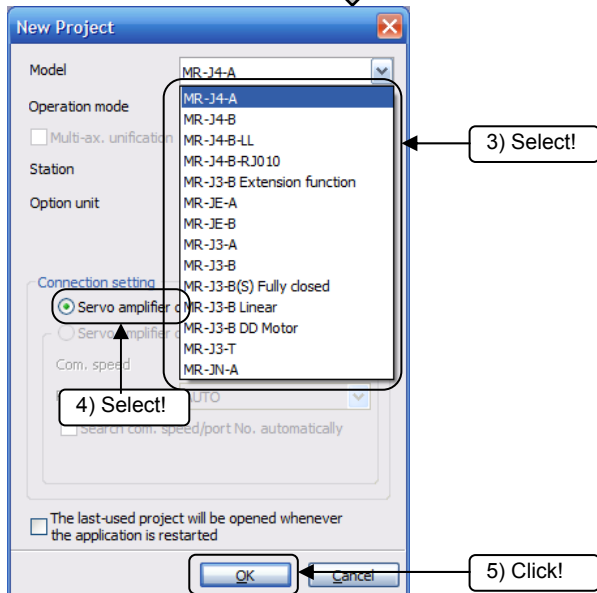 New Project
Model
MR-J4-A
Operation mode
MR-J4-A
MR-J4-B
Multi-ax. unification
MR-J4-B-LL
3) Select!
MR-J4-B-RJ010
Station
MR-J3-B Extension function
Option unit
MR-JE-A
MR-JE-B
MR-J3-A
MR-J3-B
Connection setting
MR-J3-B(S) Fully closed
Servo amplifier
MR-J3-B Linear
Servo amplifier
MR-J3-B DD Motor
MR-J3-T
Com. speed
MR-JN-A
4) Select!
AUTO
Search com. speed/port No. automatically
The last-used project will be opened whenever
the application is restarted
OK
Cancel
5) Click!